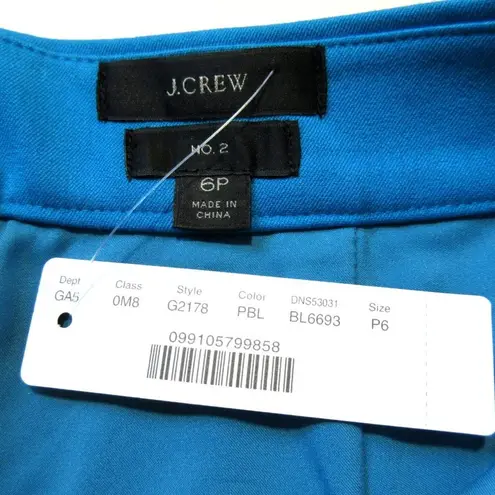 J.CREW
NO. 2
6P
MADE IN
CHINA
Dept Class Style Color DNS53031 Size
GA5 0M8 G2178 PBL BL6693 P6
099105799858